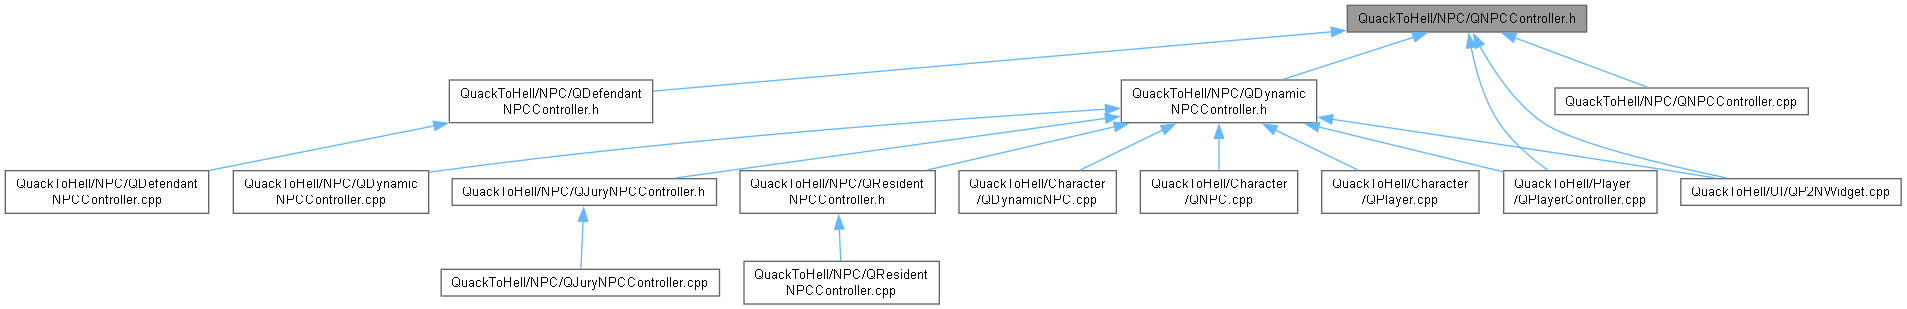 QuackToHell/NPC/QNPCController.h
QuackToHell/NPC/QDefendant
NPCController.h
QuackToHell/NPC/QDynamic
NPCController.h
QuackToHell/NPC/QNPCController.cpp
QuackToHell/NPC/QDefendant
NPCController.cpp
QuackToHell/NPC/QDynamic
NPCController.cpp
QuackToHell/NPC/QJuryNPCController.h
QuackToHell/NPC/QResident
NPCController.h
QuackToHell/Character
/QDynamicNPC.cpp
QuackToHell/Character
/QNPC.cpp
QuackToHell/Character
/QPlayer.cpp
QuackToHell/Player
/QPlayerController.cpp
QuackToHell/UI/QP2NWidget.cpp
QuackToHell/NPC/QJuryNPCController.cpp
QuackToHell/NPC/QResident
NPCController.cpp